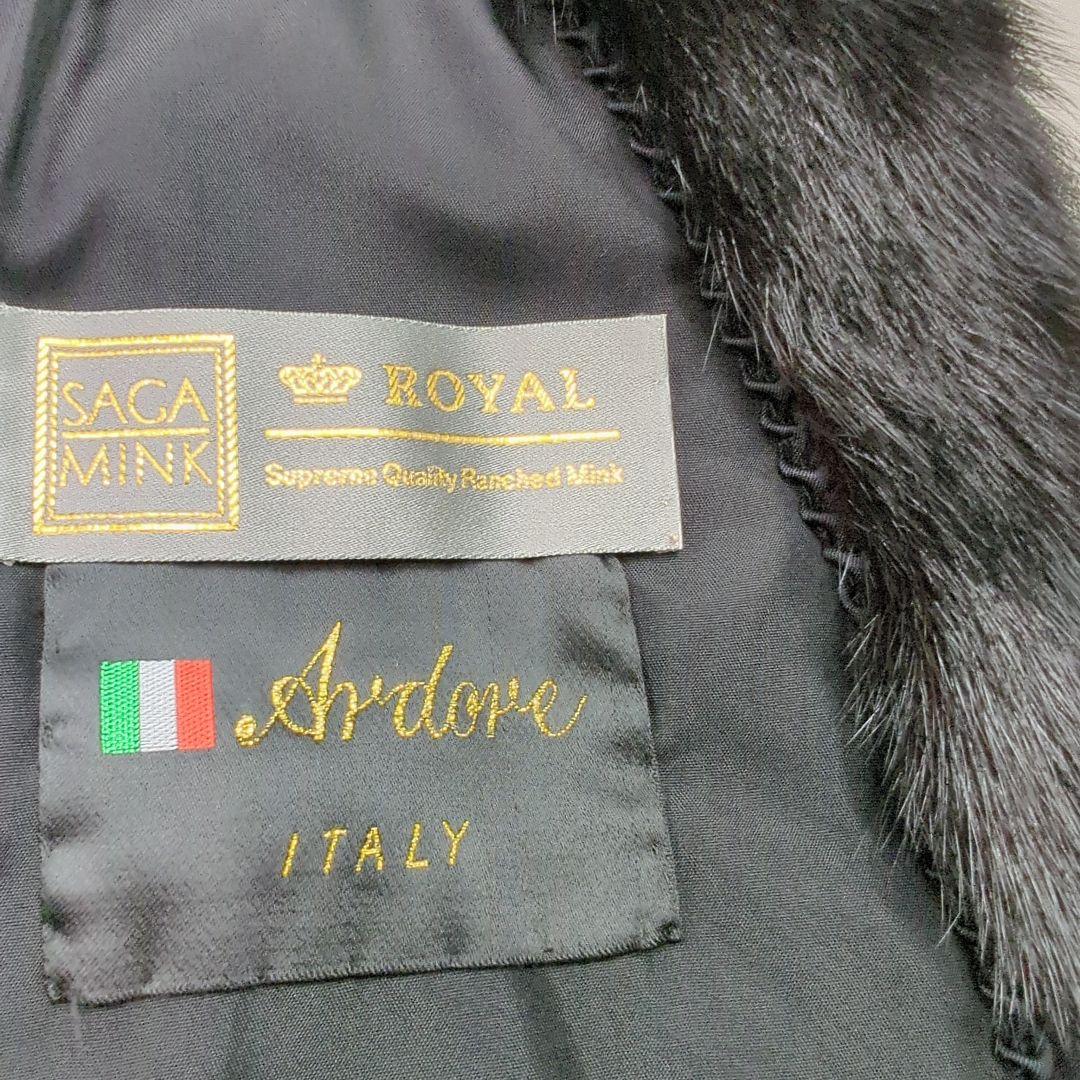 SAGA
MINK
ROYAL
Supreme Quality Ranched Mink
Ardore
ITALY